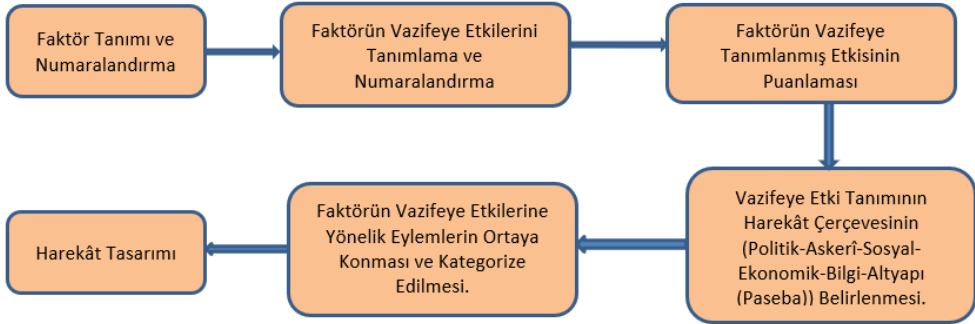 Faktör Tanımı ve
Numaralandırma
Faktörün Vazifeye Etkilerini
Tanımlama ve
Numaralandırma
Faktörün Vazifeye
Tanımlanmış Etkisinin
Puanlaması
Vazifeye Etki Tanımının
Harekât Çerçevesinin
(Politik-Askerî-Sosyal-
Ekonomik-Bilgi-Altyapı
(Paseba)) Belirlenmesi.
Faktörün Vazifeye Etkilerine
Yönelik Eylemlerin Ortaya
Konması ve Kategorize
Edilmesi.
Harekât Tasarımı